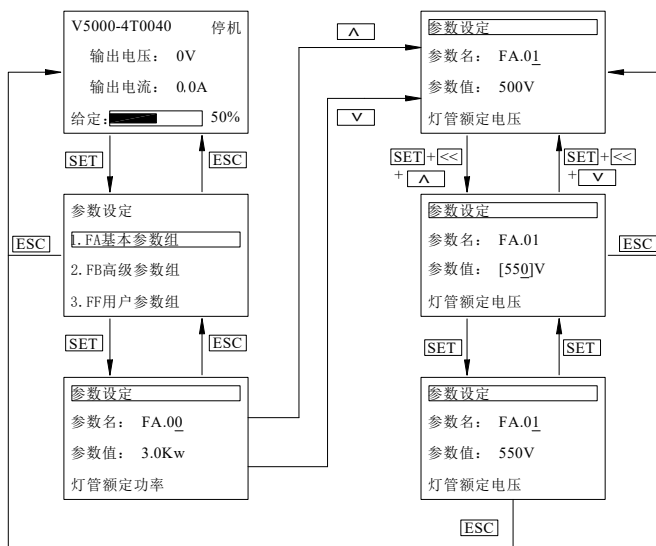 V5000-4T0040 停机
输出电压： 0V
输出电流： 0.0A
给定： 50%
SET
ESC
参数设定
1.FA基本参数组
2.FB高级参数组
3.FF用户参数组
ESC
SET
ESC
参数设定
参数名： FA.00
参数值： 3.0Kw
灯管额定功率
∧
∨
参数设定
参数名： FA.01
参数值： 500V
灯管额定电压
SET+<<
+ ∧
SET+<<
+ ∨
参数设定
参数名： FA.01
参数值： [550]V
灯管额定电压
ESC
SET
SET
参数设定
参数名： FA.01
参数值： 550V
灯管额定电压
ESC